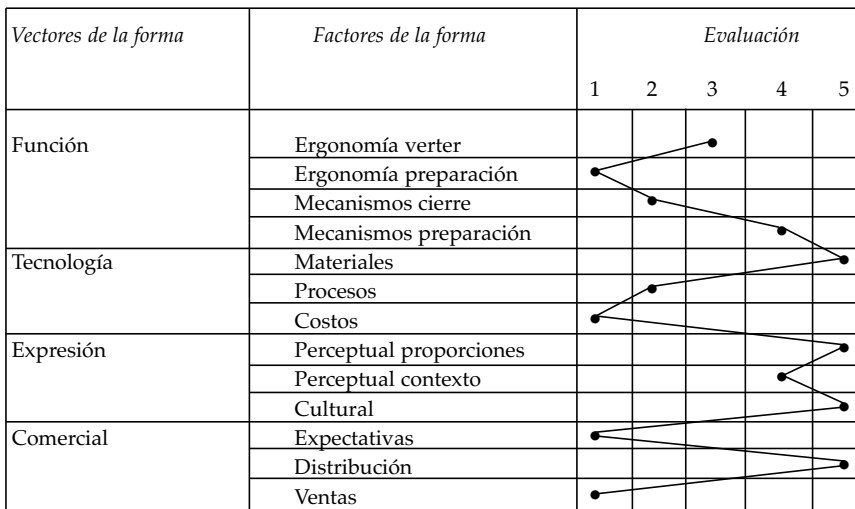 Vectores de la forma Factores de la forma Evaluación
1 2 3 4 5
Función Ergonomía verter
Ergonomía preparación
Mecanismos cierre
Mecanismos preparación
Tecnología Materiales
Procesos
Costos
Expresión Perceptual proporciones
Perceptual contexto
Cultural
Comercial Expectativas
Distribución
Ventas